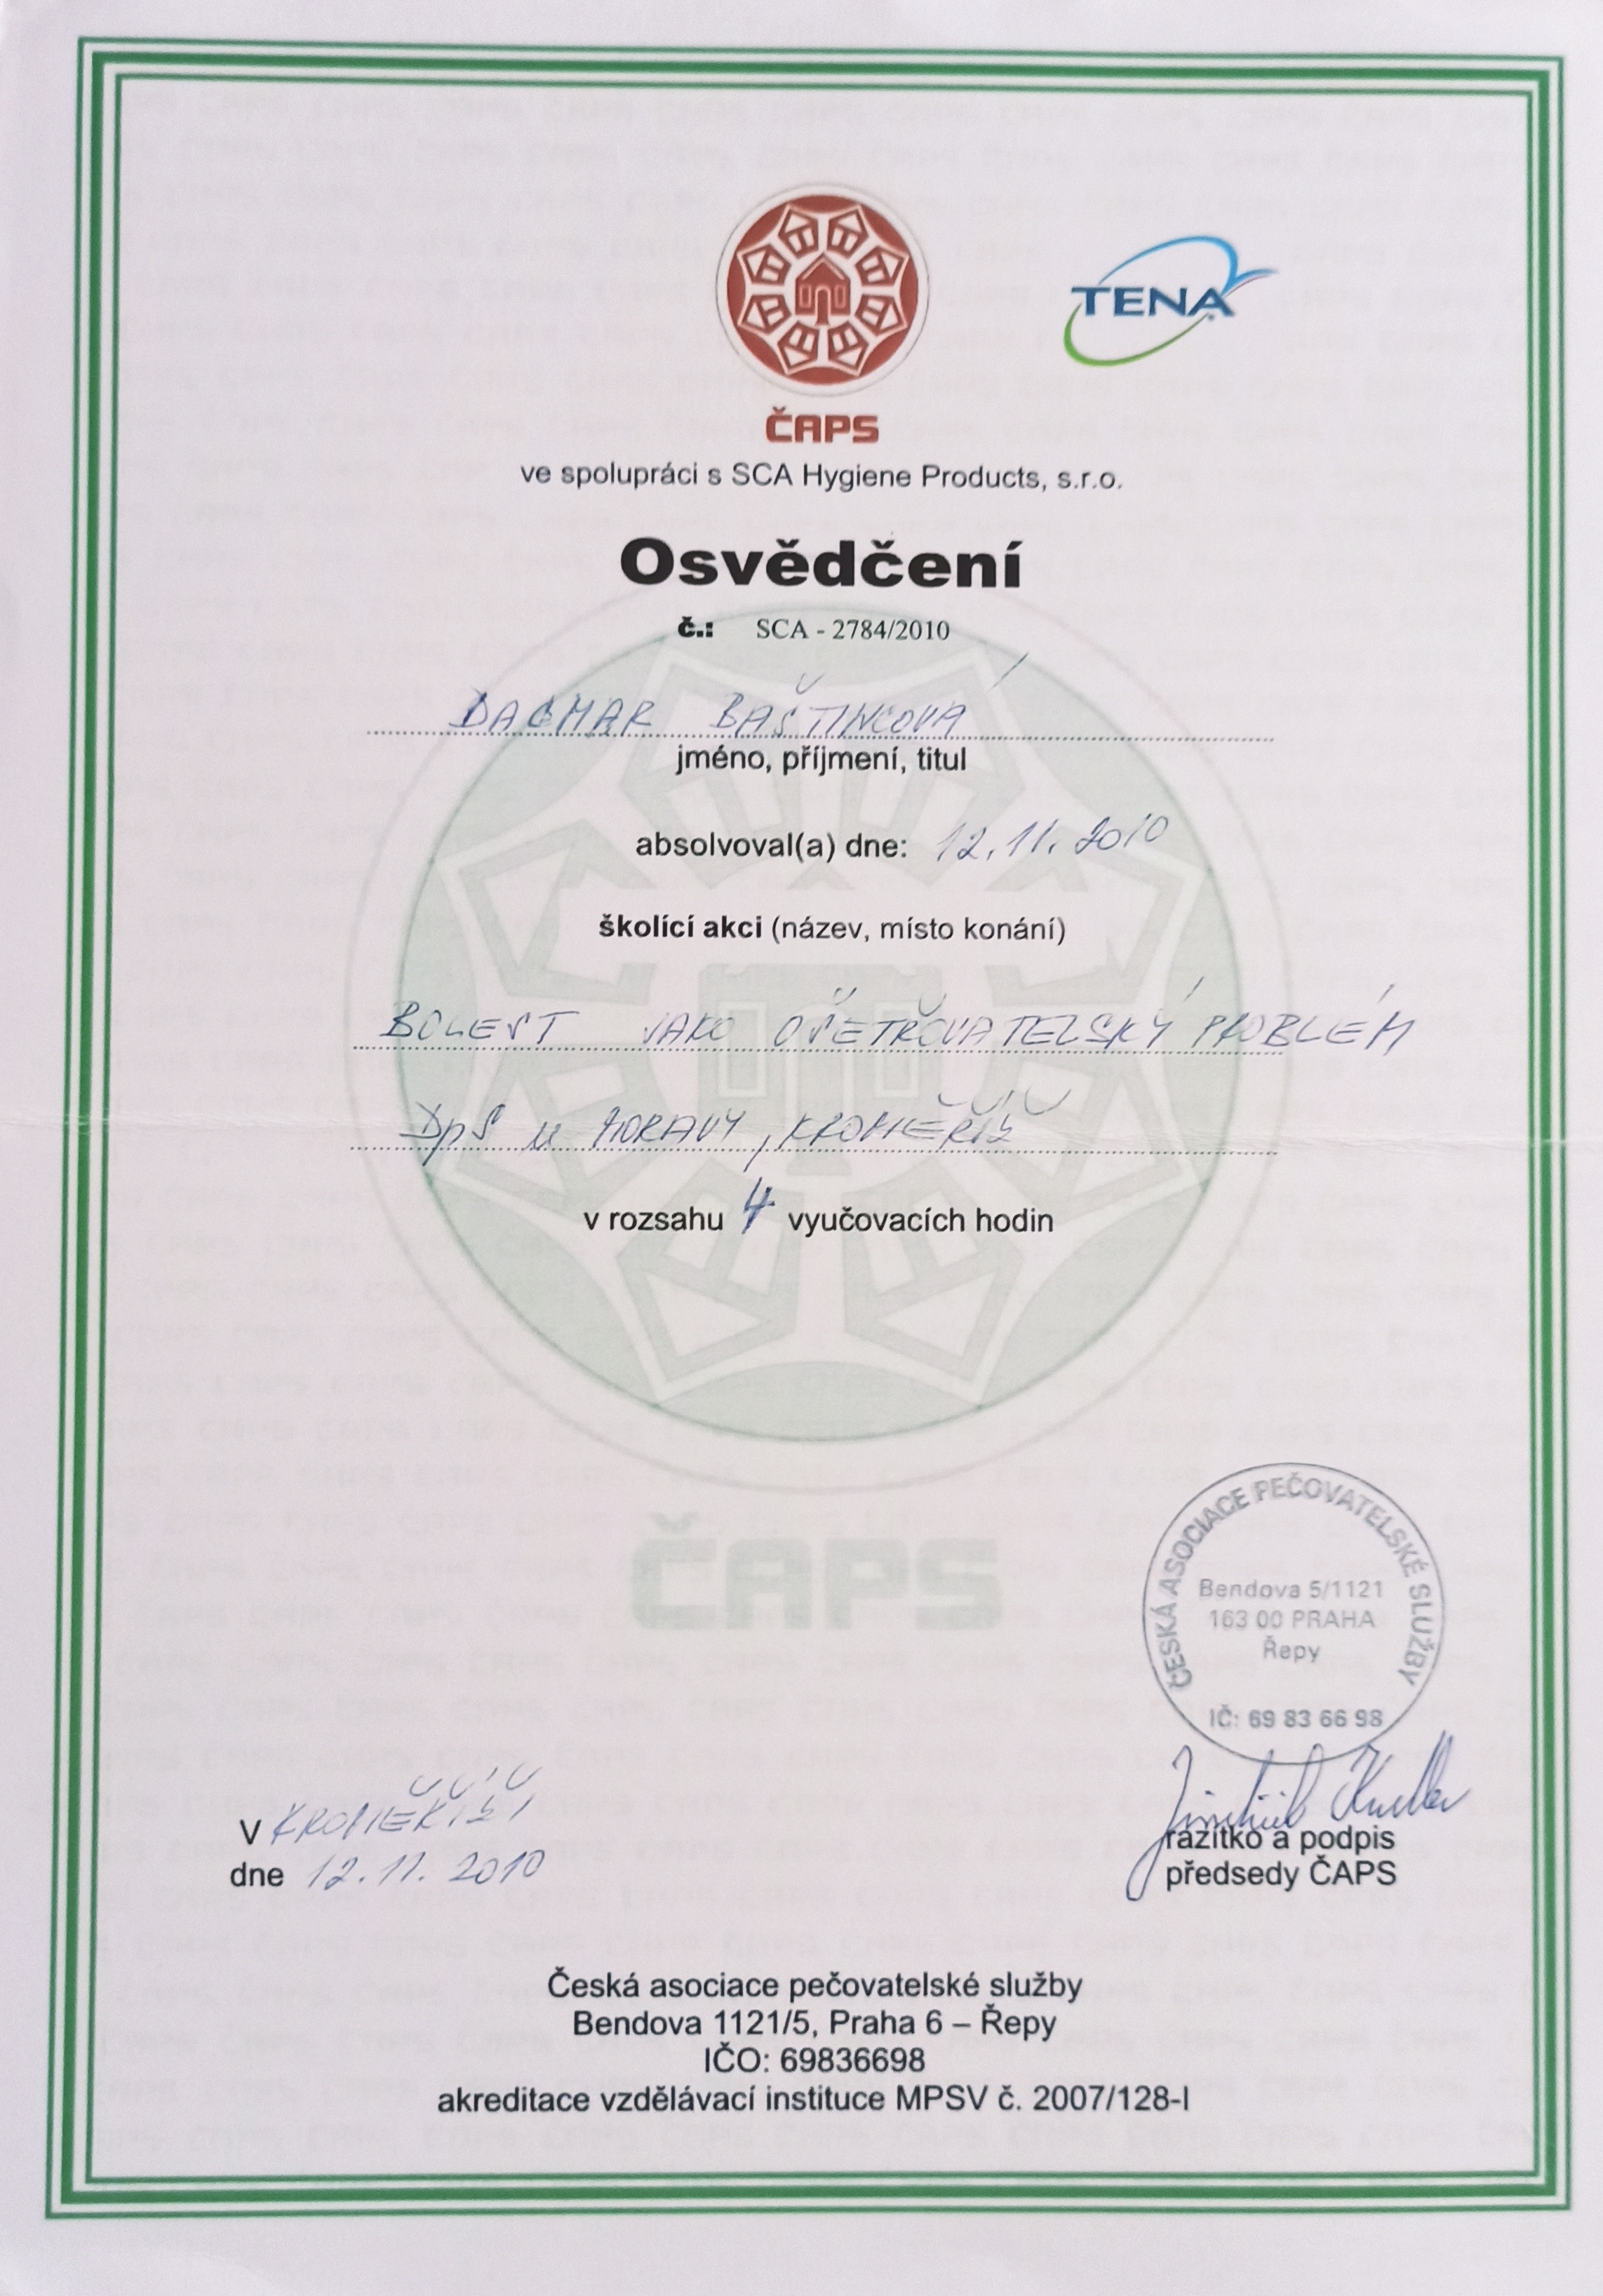 TENA
ČAPS
ve spolupráci s SCA Hygiene Products, s.r.o.
Osvědčení
č.: SCA - 2784/2010
DAGMAR BAŠTINCOVÁ
jméno, příjmení, titul
absolvoval(a) dne: 12.11.2010
školící akci (název, místo konání)
BOLEST JAKO OŠETŘOVATELSKÝ PROBLÉM
DpS u MORAVY, KROMĚŘÍŽ
v rozsahu 4 vyučovacích hodin
ČAPS
ČESKÁ ASOCIACE PEČOVATELSKÉ SLUŽBY
Bendova 5/1121
163 00 PRAHA
Řepy
IČ: 69 83 66 98
V KROMĚŘÍŽI
dne 12.11.2010
razítko a podpis
předsedy ČAPS
Česká asociace pečovatelské služby
Bendova 1121/5, Praha 6 – Řepy
IČO: 69836698
akreditace vzdělávací instituce MPSV č. 2007/128-I